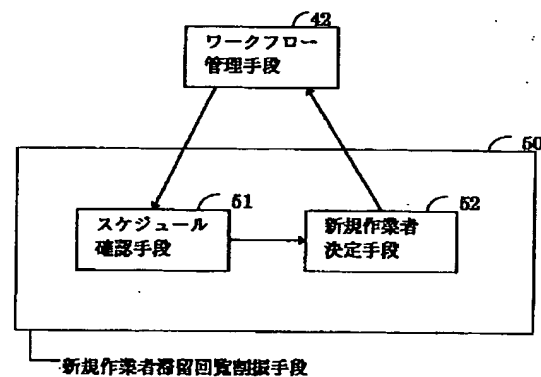 42
ワークフロー
管理手段
50
51
スケジュール
確認手段
52
新規作業者
決定手段
新規作業者滞留回覧割振手段